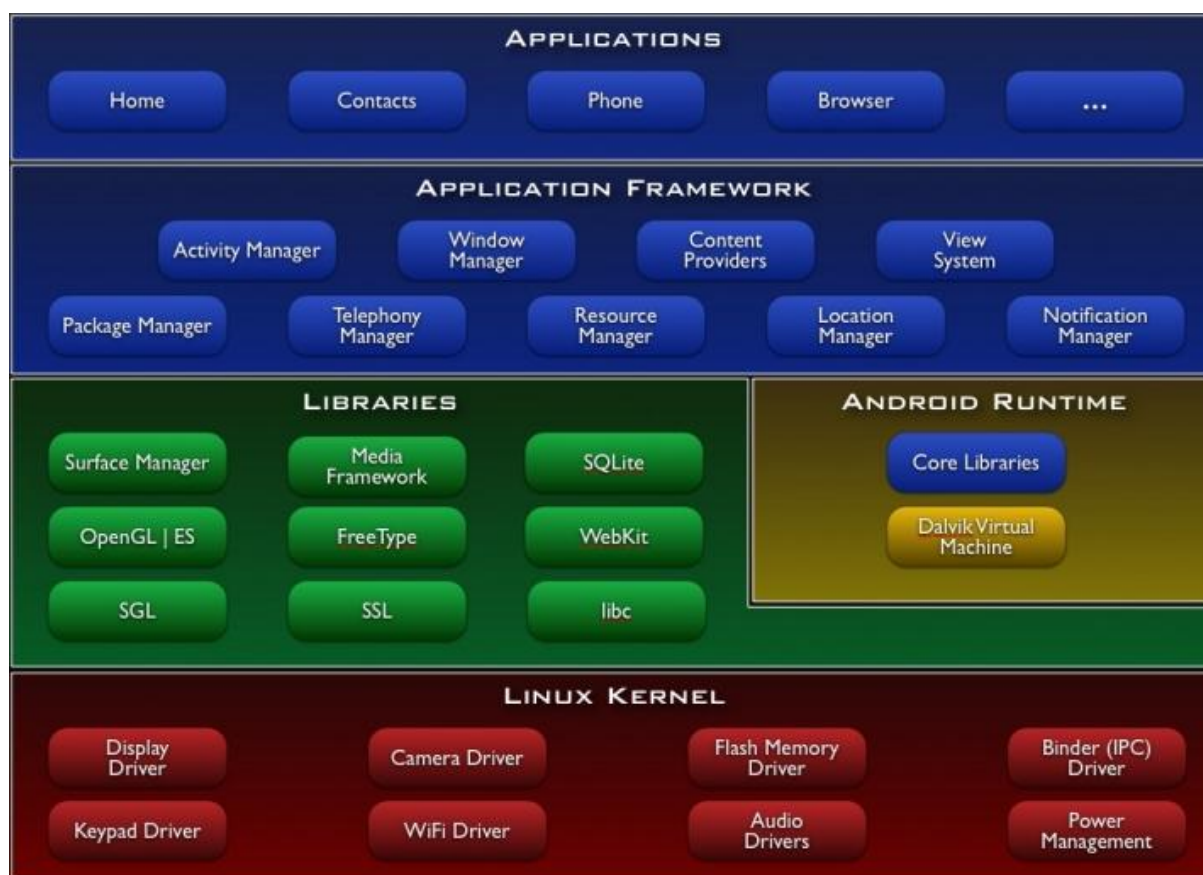 APPLICATIONS
Home Contacts Phone Browser ...
APPLICATION FRAMEWORK
Activity Manager
Window
Manager
Content
Providers
View
System
Package Manager
Telephony
Manager
Resource
Manager
Location
Manager
Notification
Manager
LIBRARIES
Surface Manager
Media
Framework
SQLite
OpenGL | ES
FreeType
WebKit
SGL
SSL
libc
ANDROID RUNTIME
Core Libraries
Dalvik Virtual
Machine
LINUX KERNEL
Display
Driver
Camera Driver
Flash Memory
Driver
Binder (IPC)
Driver
Keypad Driver
WiFi Driver
Audio
Drivers
Power
Management